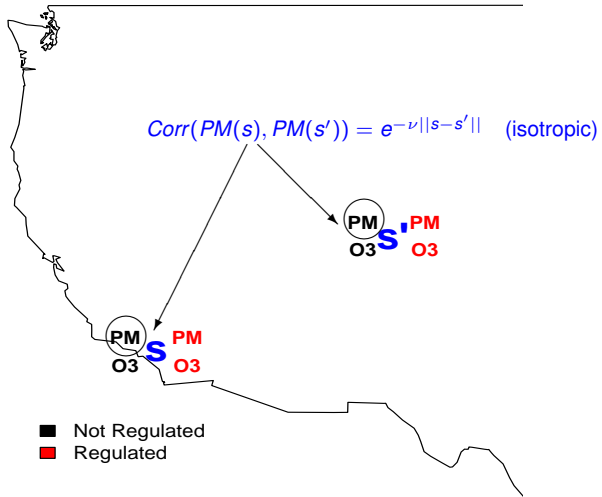 Corr(PM(s), PM(s′)) = e^{−ν||s−s′||} (isotropic)
PM PM
O3 s' O3
PM PM
O3 s O3
Not Regulated
Regulated